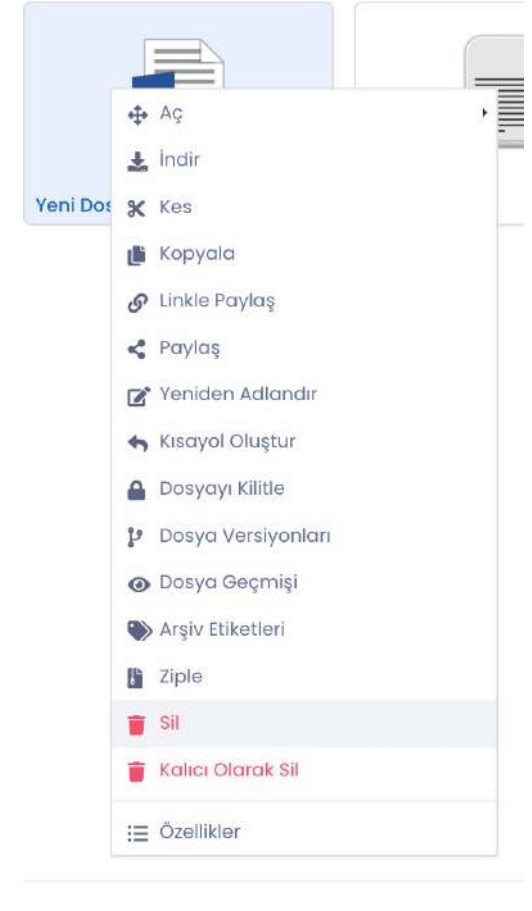 Aç
İndir
Yeni Dos
Kes
Kopyala
Linkle Paylaş
Paylaş
Yeniden Adlandır
Kısayol Oluştur
Dosyayı Kilitle
Dosya Versiyonları
Dosya Geçmişi
Arşiv Etiketleri
Ziple
Sil
Kalıcı Olarak Sil
Özellikler